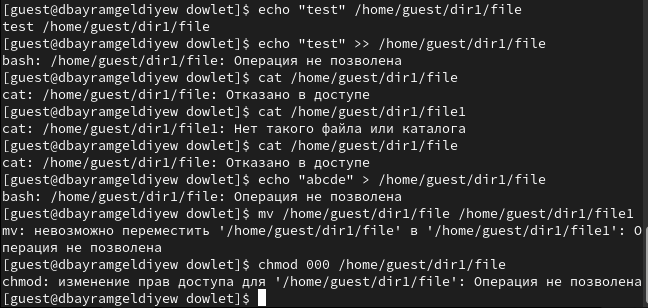 [guest@dbayramgeldiyew dowlet]$ echo "test" /home/guest/dir1/file
test /home/guest/dir1/file
[guest@dbayramgeldiyew dowlet]$ echo "test" >> /home/guest/dir1/file
bash: /home/guest/dir1/file: Операция не позволена
[guest@dbayramgeldiyew dowlet]$ cat /home/guest/dir1/file
cat: /home/guest/dir1/file: Отказано в доступе
[guest@dbayramgeldiyew dowlet]$ cat /home/guest/dir1/file1
cat: /home/guest/dir1/file1: Нет такого файла или каталога
[guest@dbayramgeldiyew dowlet]$ cat /home/guest/dir1/file
cat: /home/guest/dir1/file: Отказано в доступе
[guest@dbayramgeldiyew dowlet]$ echo "abcde" > /home/guest/dir1/file
bash: /home/guest/dir1/file: Операция не позволена
[guest@dbayramgeldiyew dowlet]$ mv /home/guest/dir1/file /home/guest/dir1/file1
mv: невозможно переместить '/home/guest/dir1/file' в '/home/guest/dir1/file1': О
перация не позволена
[guest@dbayramgeldiyew dowlet]$ chmod 000 /home/guest/dir1/file
chmod: изменение прав доступа для '/home/guest/dir1/file': Операция не позволена
[guest@dbayramgeldiyew dowlet]$